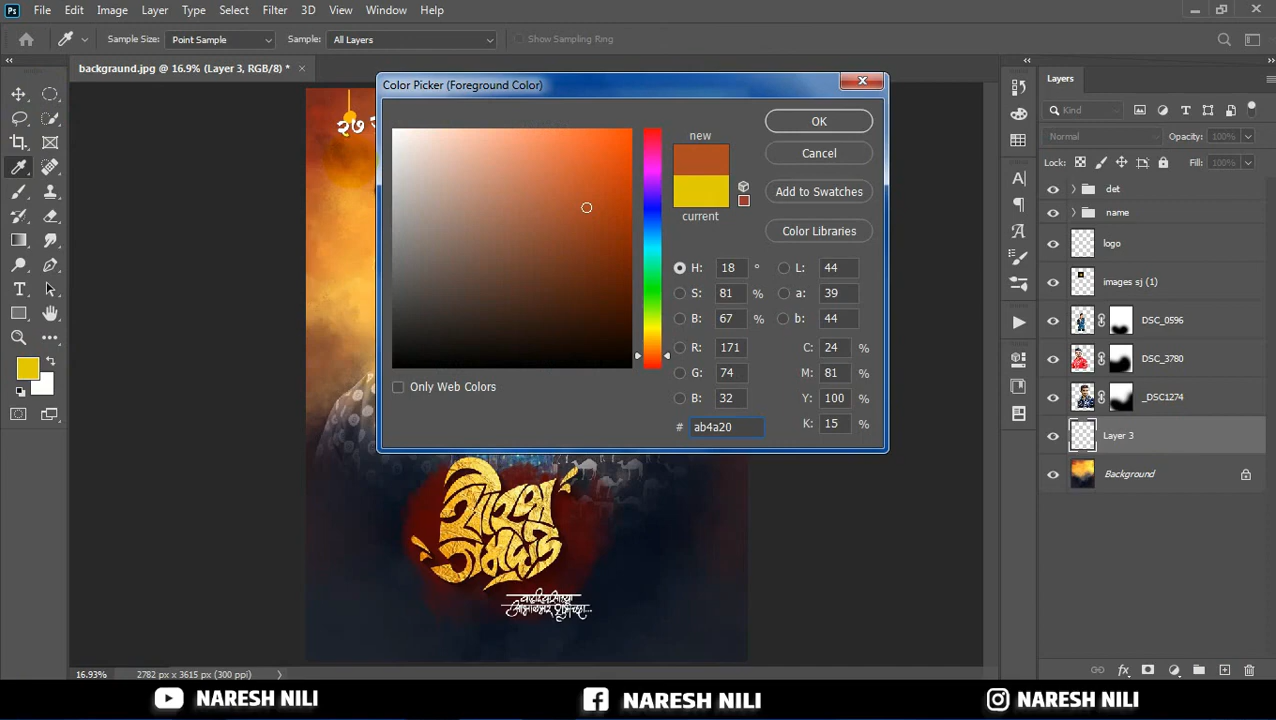 Ps File Edit Image Layer Type Select Filter 3D View Window Help
Sample Size: Point Sample Sample: All Layers Show Sampling Ring
backgraund.jpg @ 16.9% (Layer 3, RGB/8) *
Color Picker (Foreground Color)
new
current
OK
Cancel
Add to Swatches
Color Libraries
H: 18 °
S: 81 %
B: 67 %
R: 171
G: 74
B: 32
L: 44
a: 39
b: 44
C: 24 %
M: 81 %
Y: 100 %
K: 15 %
# ab4a20
Only Web Colors
२७
Layers
Kind
Normal Opacity: 100%
Lock: Fill: 100%
det
name
logo
images sj (1)
DSC_0596
DSC_3780
_DSC1274
Layer 3
Background
16.93% 2782 px x 3615 px (300 ppi)
NARESH NILI NARESH NILI NARESH NILI